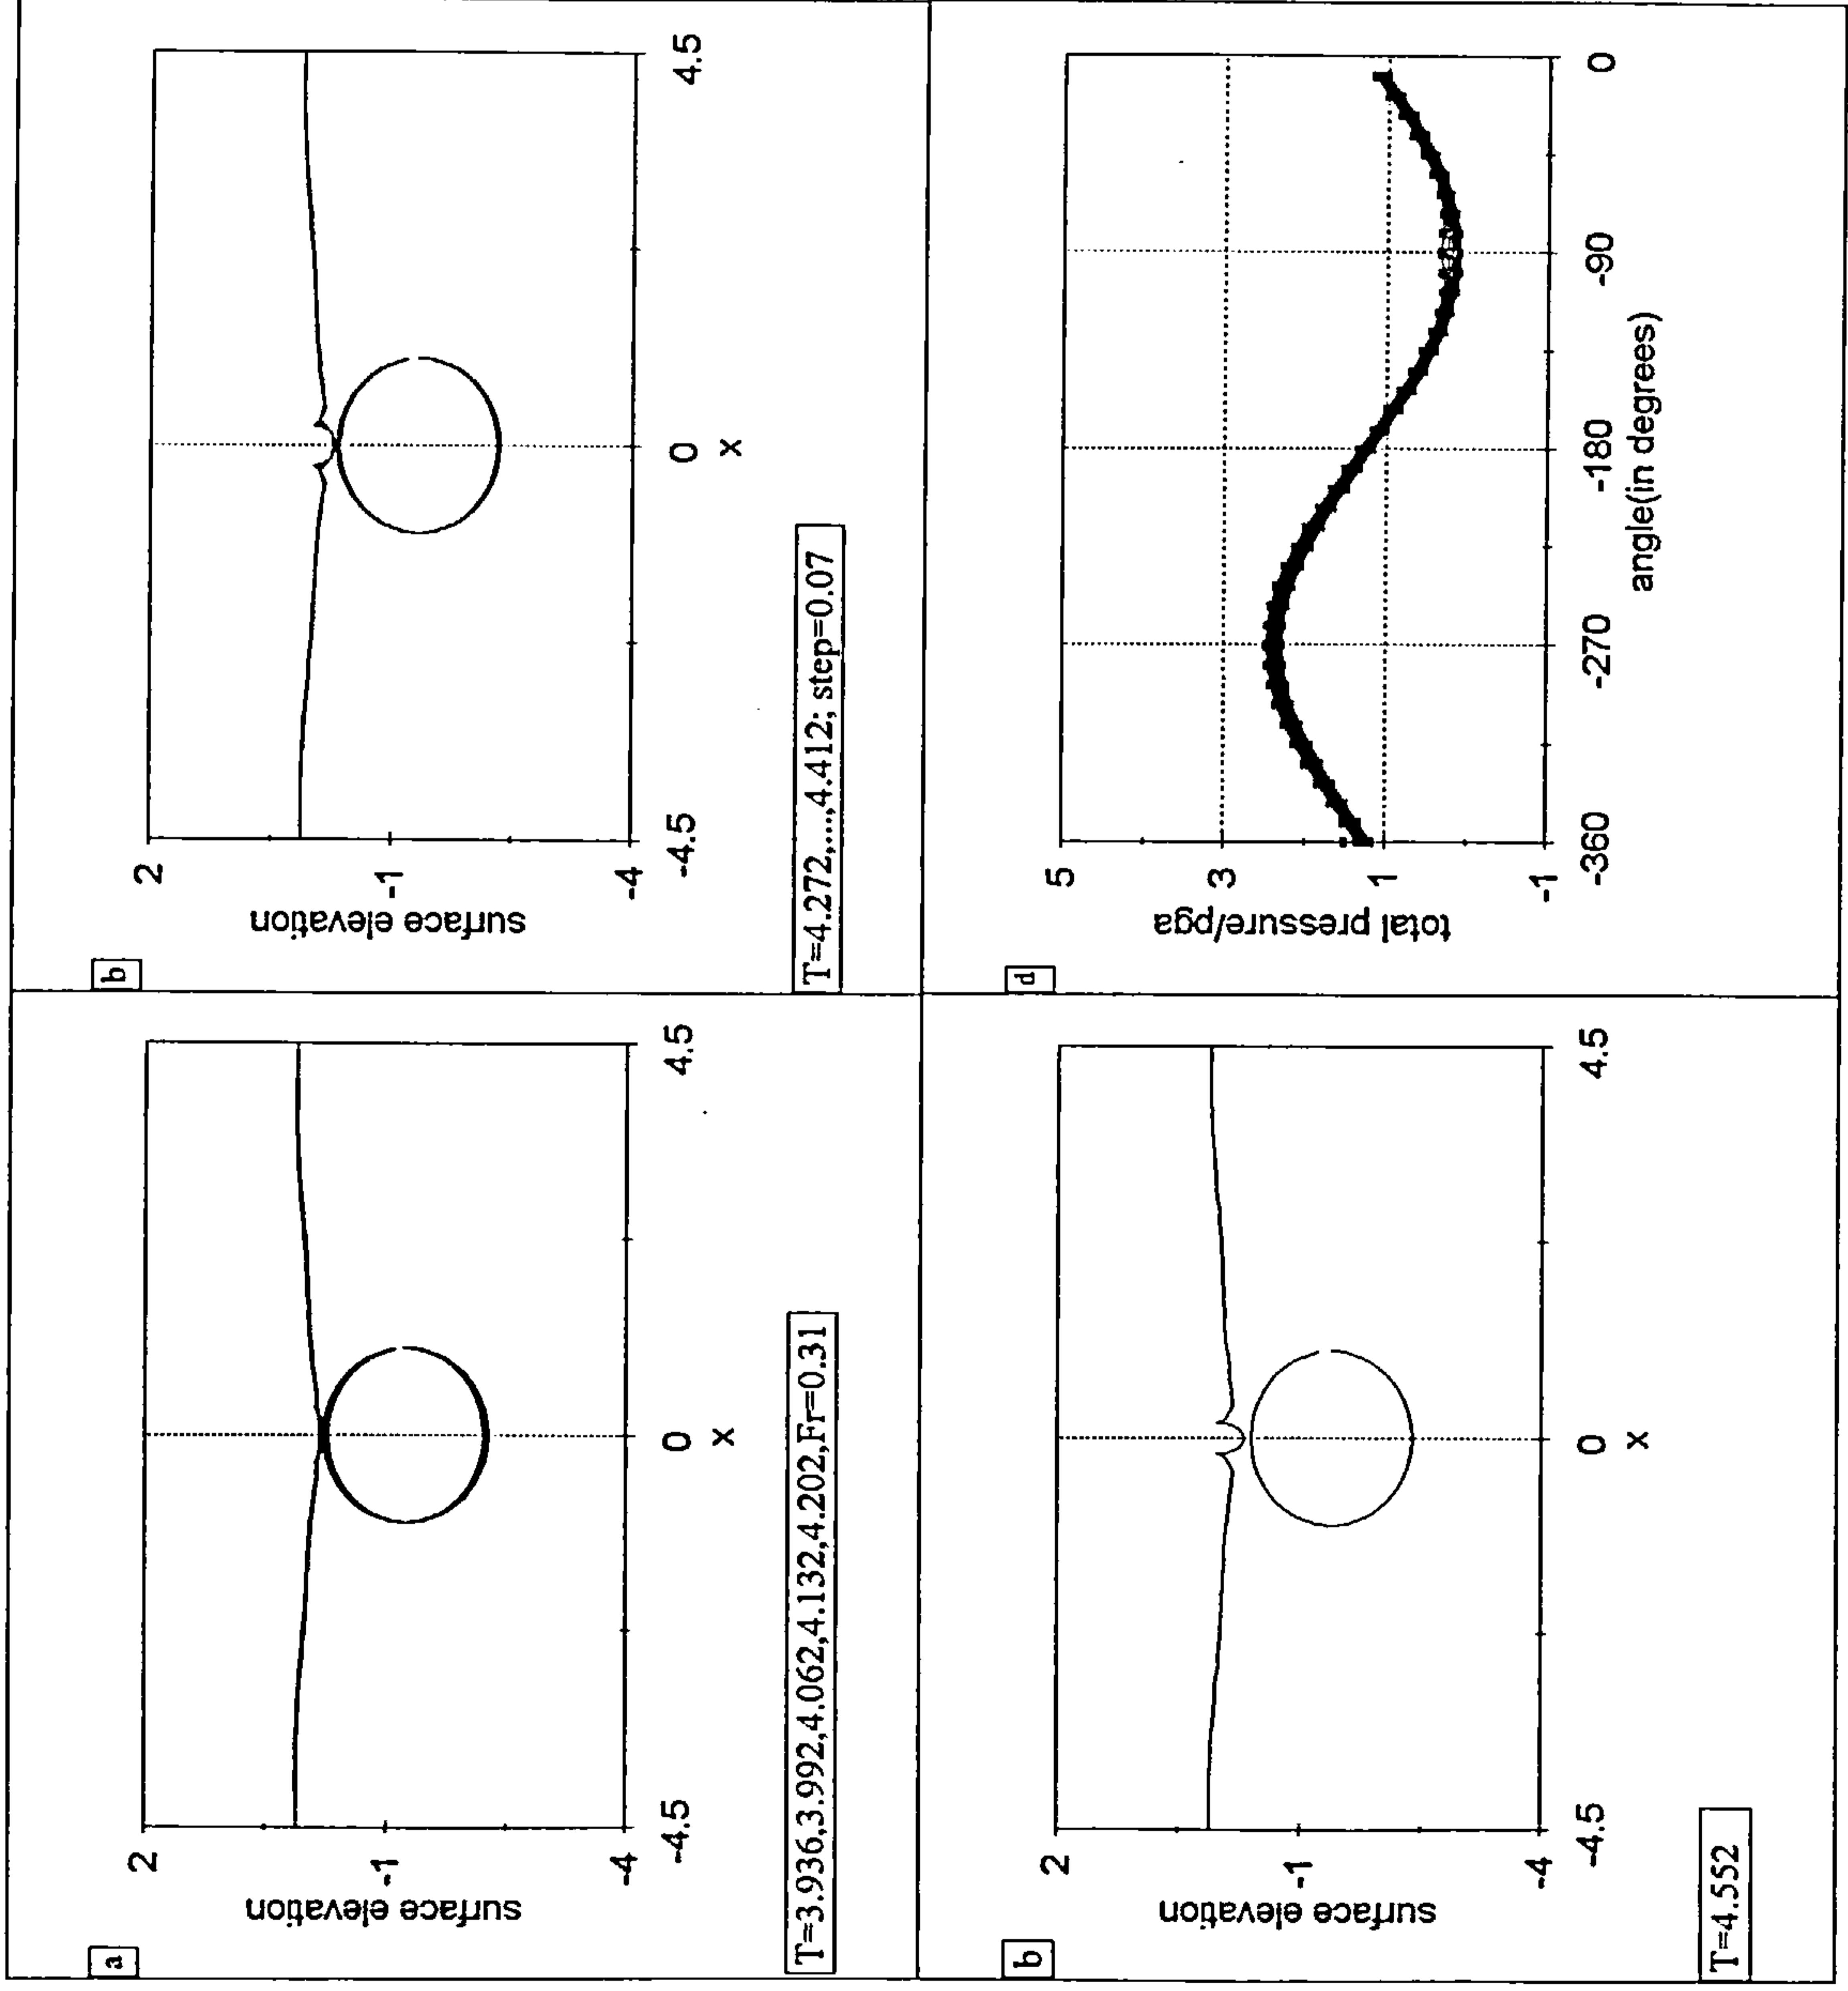 a
surface elevation
2
-1
-4
-4.5 0 4.5
x
T=3.936,3.992,4.062,4.132,4.202,Fr=0.31
b
surface elevation
2
-1
-4
-4.5 0 4.5
x
T=4.272,...,4.412; step=0.07
b
surface elevation
2
-1
-4
-4.5 0 4.5
x
T=4.552
d
total pressure/pga
5
3
1
-1
-360 -270 -180 -90 0
angle(in degrees)